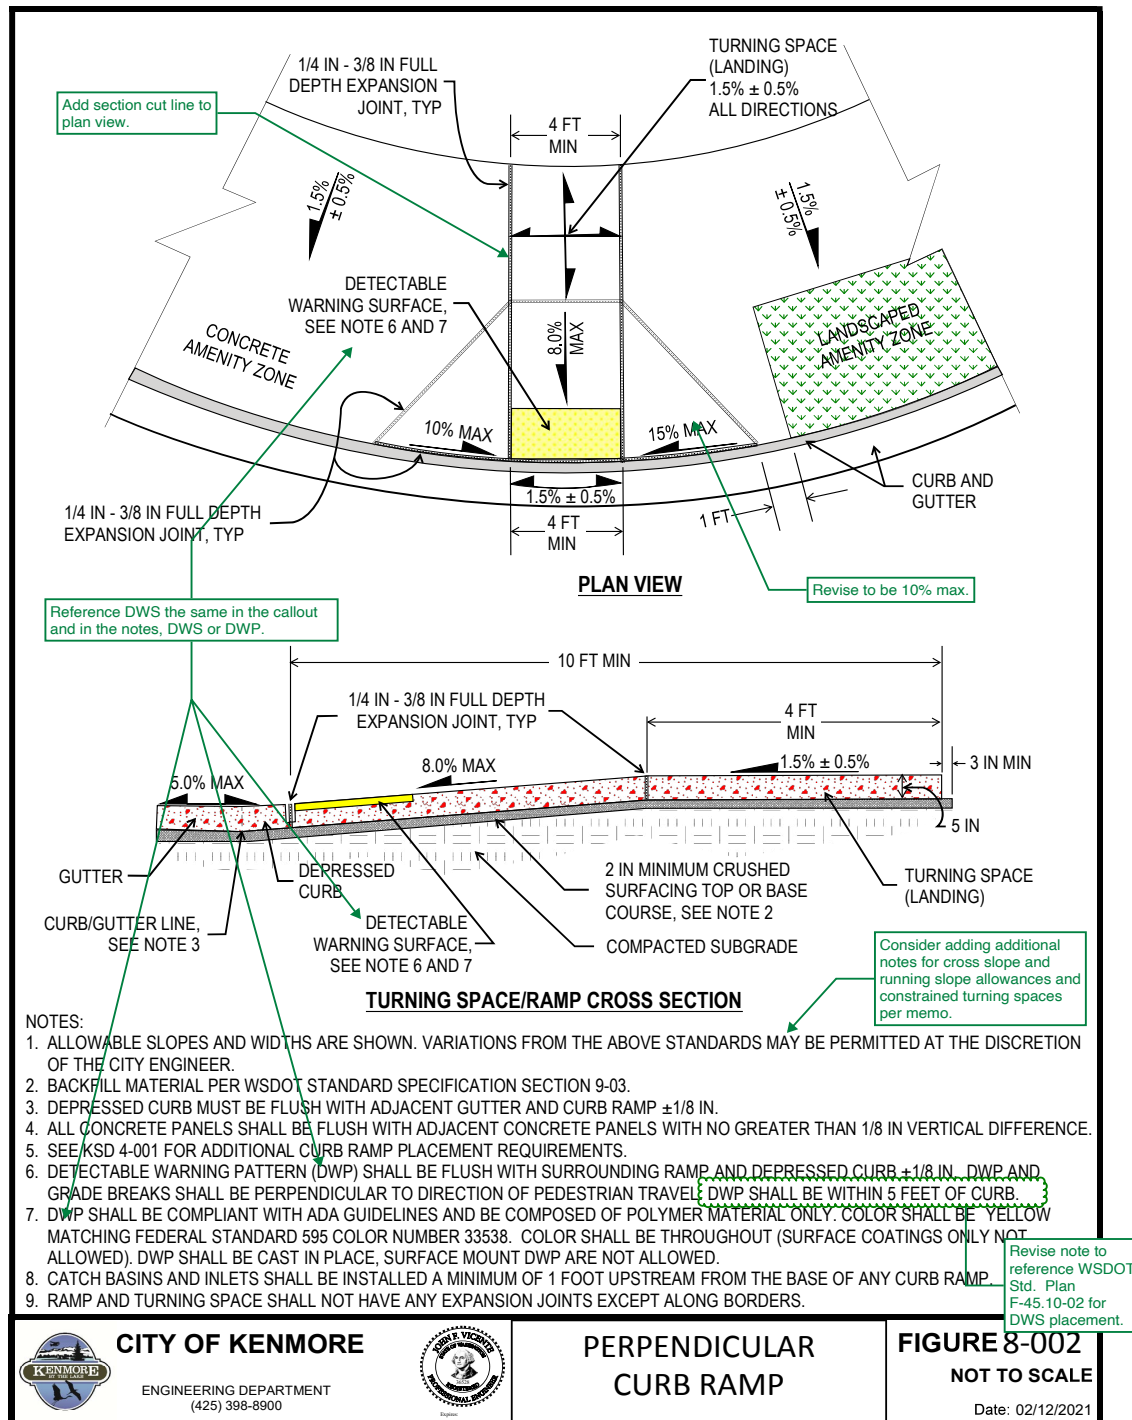 1/4 IN - 3/8 IN FULL
DEPTH EXPANSION
JOINT, TYP
TURNING SPACE
(LANDING)
1.5% ± 0.5%
ALL DIRECTIONS
Add section cut line to
plan view.
4 FT
MIN
1.5%
± 0.5%
1.5%
± 0.5%
DETECTABLE
WARNING SURFACE,
SEE NOTE 6 AND 7
8.0%
MAX
CONCRETE
AMENITY ZONE
LANDSCAPED
AMENITY ZONE
10% MAX
15% MAX
CURB AND
GUTTER
1.5% ± 0.5%
1 FT
1/4 IN - 3/8 IN FULL DEPTH
EXPANSION JOINT, TYP
4 FT
MIN
PLAN VIEW
Revise to be 10% max.
Reference DWS the same in the callout
and in the notes, DWS or DWP.
10 FT MIN
1/4 IN - 3/8 IN FULL DEPTH
EXPANSION JOINT, TYP
4 FT
MIN
5.0% MAX
8.0% MAX
1.5% ± 0.5%
3 IN MIN
5 IN
GUTTER
DEPRESSED
CURB
2 IN MINIMUM CRUSHED
SURFACING TOP OR BASE
COURSE, SEE NOTE 2
TURNING SPACE
(LANDING)
CURB/GUTTER LINE,
SEE NOTE 3
DETECTABLE
WARNING SURFACE,
SEE NOTE 6 AND 7
COMPACTED SUBGRADE
Consider adding additional
notes for cross slope and
running slope allowances and
constrained turning spaces
per memo.
TURNING SPACE/RAMP CROSS SECTION
NOTES:
1. ALLOWABLE SLOPES AND WIDTHS ARE SHOWN. VARIATIONS FROM THE ABOVE STANDARDS MAY BE PERMITTED AT THE DISCRETION
OF THE CITY ENGINEER.
2. BACKFILL MATERIAL PER WSDOT STANDARD SPECIFICATION SECTION 9-03.
3. DEPRESSED CURB MUST BE FLUSH WITH ADJACENT GUTTER AND CURB RAMP ±1/8 IN.
4. ALL CONCRETE PANELS SHALL BE FLUSH WITH ADJACENT CONCRETE PANELS WITH NO GREATER THAN 1/8 IN VERTICAL DIFFERENCE.
5. SEE KSD 4-001 FOR ADDITIONAL CURB RAMP PLACEMENT REQUIREMENTS.
6. DETECTABLE WARNING PATTERN (DWP) SHALL BE FLUSH WITH SURROUNDING RAMP AND DEPRESSED CURB ±1/8 IN. DWP AND
GRADE BREAKS SHALL BE PERPENDICULAR TO DIRECTION OF PEDESTRIAN TRAVEL. DWP SHALL BE WITHIN 5 FEET OF CURB.
7. DWP SHALL BE COMPLIANT WITH ADA GUIDELINES AND BE COMPOSED OF POLYMER MATERIAL ONLY. COLOR SHALL BE YELLOW
MATCHING FEDERAL STANDARD 595 COLOR NUMBER 33538. COLOR SHALL BE THROUGHOUT (SURFACE COATINGS ONLY NOT
ALLOWED). DWP SHALL BE CAST IN PLACE, SURFACE MOUNT DWP ARE NOT ALLOWED.
8. CATCH BASINS AND INLETS SHALL BE INSTALLED A MINIMUM OF 1 FOOT UPSTREAM FROM THE BASE OF ANY CURB RAMP.
9. RAMP AND TURNING SPACE SHALL NOT HAVE ANY EXPANSION JOINTS EXCEPT ALONG BORDERS.
Revise note to
reference WSDOT
Std. Plan
F-45.10-02 for
DWS placement.
KENMORE
BY THE LAKE
CITY OF KENMORE
ENGINEERING DEPARTMENT
(425) 398-8900
JOHN F. VICENTE
STATE OF WASHINGTON
REGISTERED
PROFESSIONAL ENGINEER
Expires:
PERPENDICULAR
CURB RAMP
FIGURE 8-002
NOT TO SCALE
Date: 02/12/2021